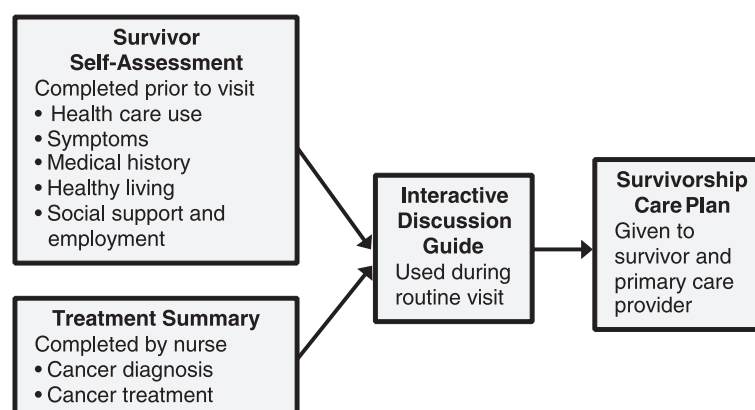 Survivor
Self-Assessment
Completed prior to visit
• Health care use
• Symptoms
• Medical history
• Healthy living
• Social support and
employment
Treatment Summary
Completed by nurse
• Cancer diagnosis
• Cancer treatment
Interactive
Discussion
Guide
Used during
routine visit
Survivorship
Care Plan
Given to
survivor and
primary care
provider